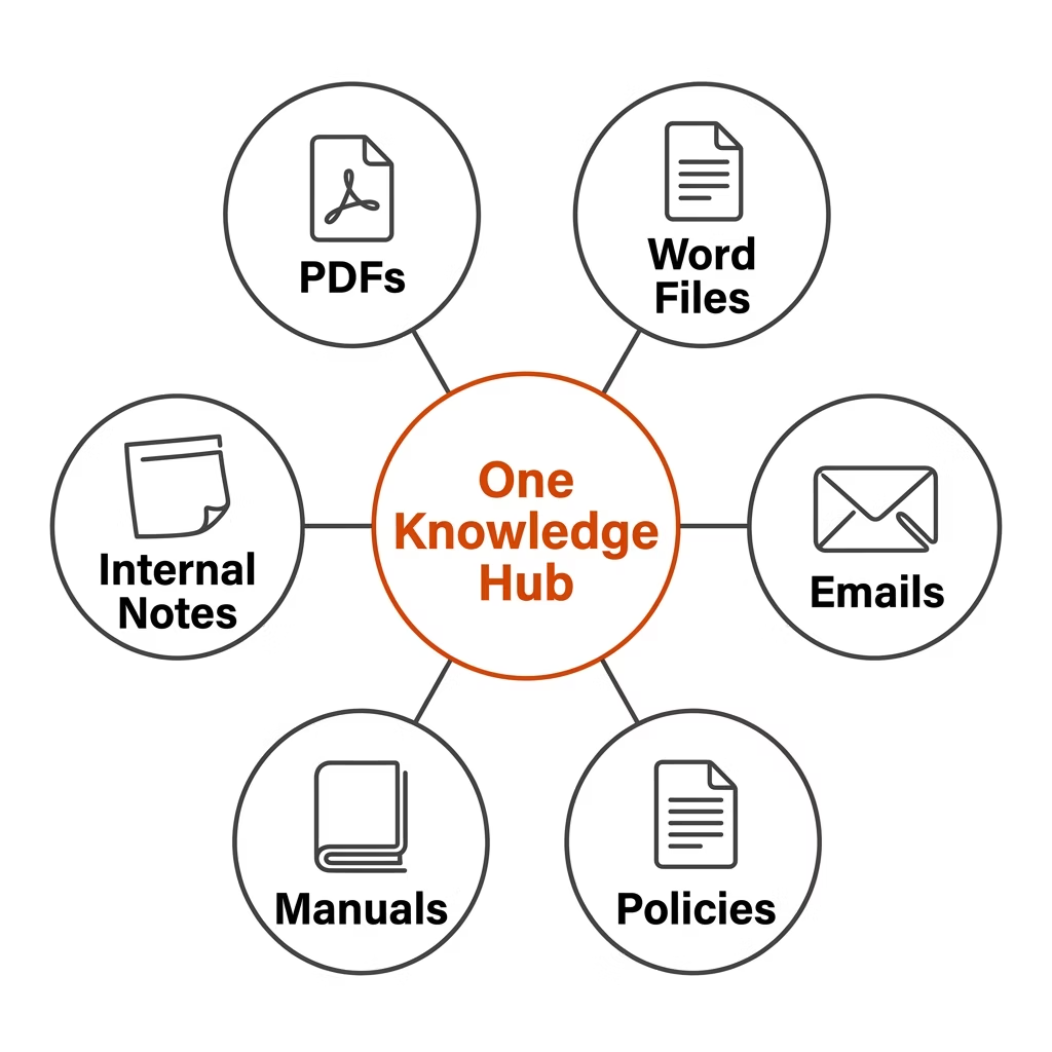 PDFs
Word
Files
One
Knowledge
Hub
Internal
Notes
Emails
Manuals
Policies